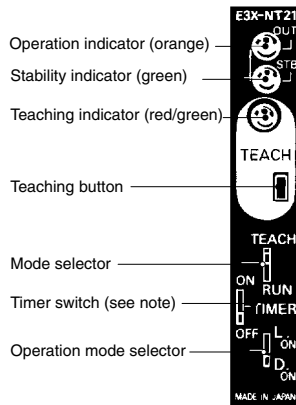 E3X-NT21
Operation indicator (orange)
OUT
Stability indicator (green)
STB
Teaching indicator (red/green)
TEACH
Teaching button
TEACH
Mode selector
RUN
ON
Timer switch (see note)
TIMER
OFF
L.ON
Operation mode selector
D.ON
MADE IN JAPAN